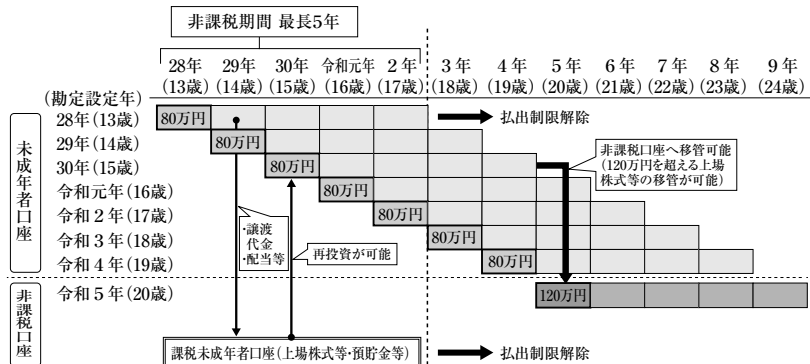 非課税期間 最長5年
28年 29年 30年 令和元年 2年 3年 4年 5年 6年 7年 8年 9年
(13歳) (14歳) (15歳) (16歳) (17歳) (18歳) (19歳) (20歳) (21歳) (22歳) (23歳) (24歳)
(勘定設定年)
未成年者口座
28年(13歳) 80万円 払出制限解除
29年(14歳) 80万円
30年(15歳) 80万円
令和元年(16歳) 80万円
令和2年(17歳) 80万円
令和3年(18歳) 80万円
令和4年(19歳) 80万円
非課税口座へ移管可能
(120万円を超える上場
株式等の移管が可能)
・譲渡
代金
・配当等
再投資が可能
非課税口座
令和5年(20歳) 120万円
課税未成年者口座(上場株式等・預貯金等) 払出制限解除